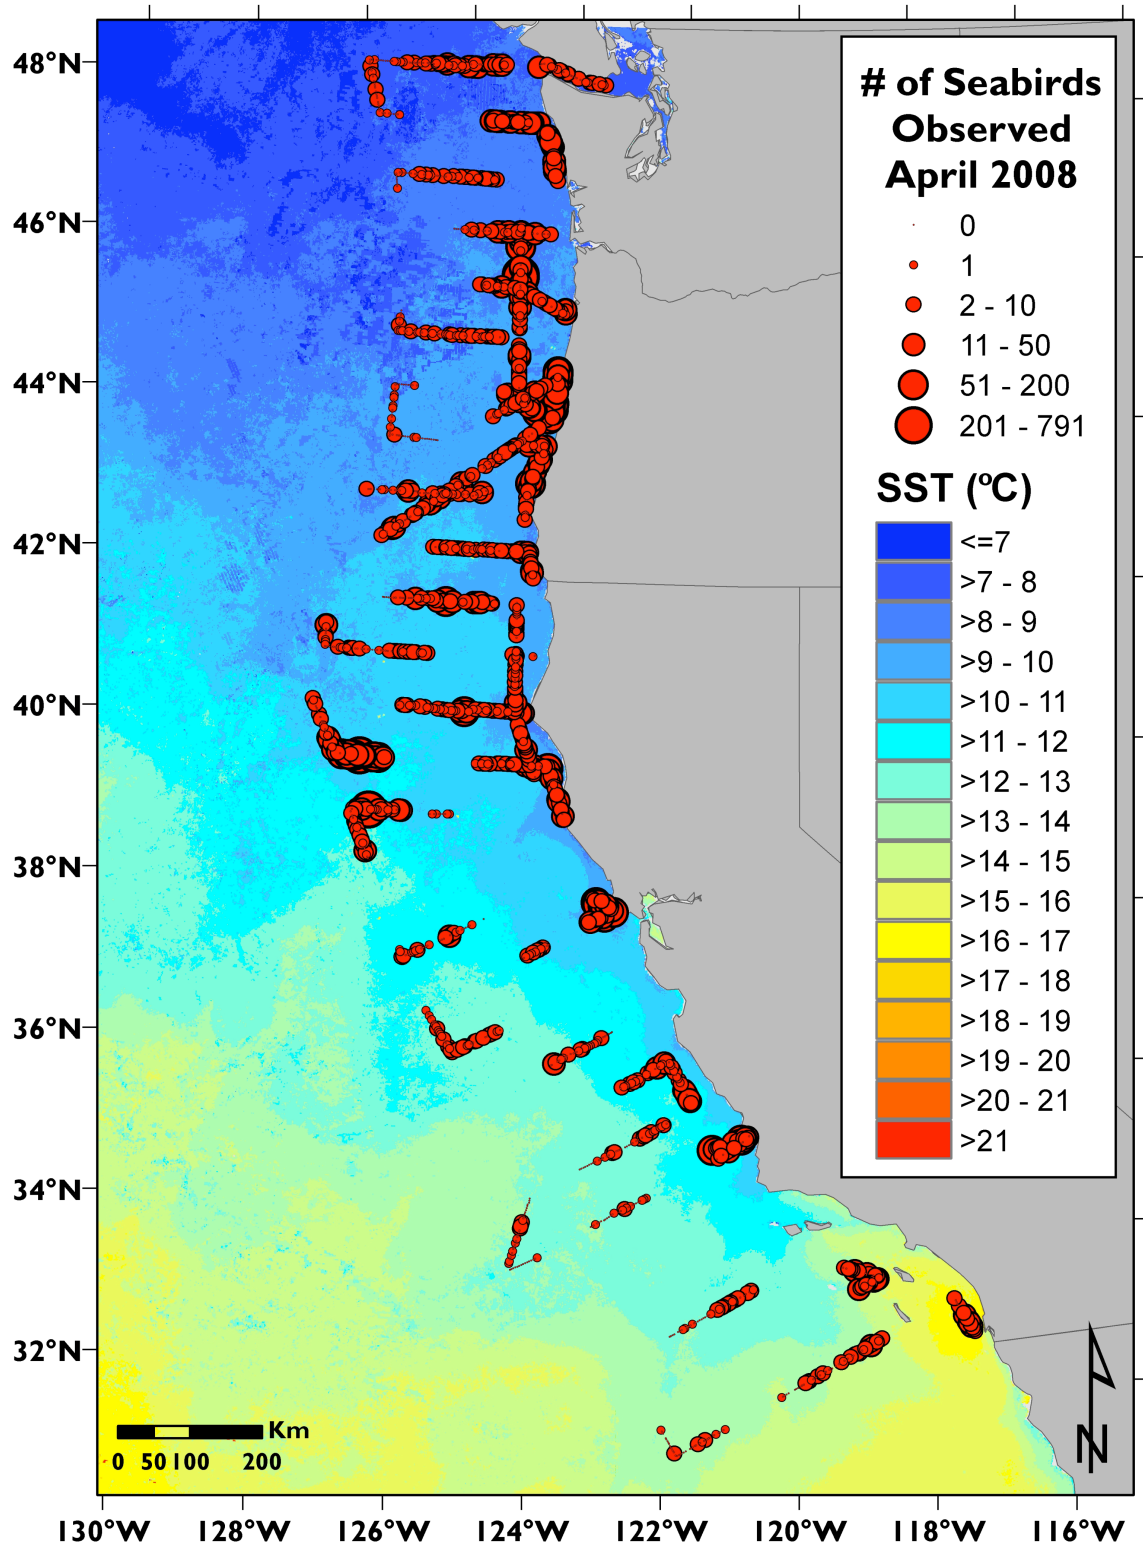 # of Seabirds
Observed
April 2008
0
1
2 - 10
11 - 50
51 - 200
201 - 791
SST (ºC)
<=7
>7 - 8
>8 - 9
>9 - 10
>10 - 11
>11 - 12
>12 - 13
>13 - 14
>14 - 15
>15 - 16
>16 - 17
>17 - 18
>18 - 19
>19 - 20
>20 - 21
>21
48°N
46°N
44°N
42°N
40°N
38°N
36°N
34°N
32°N
Km
0 50 100 200
N
130°W 128°W 126°W 124°W 122°W 120°W 118°W 116°W